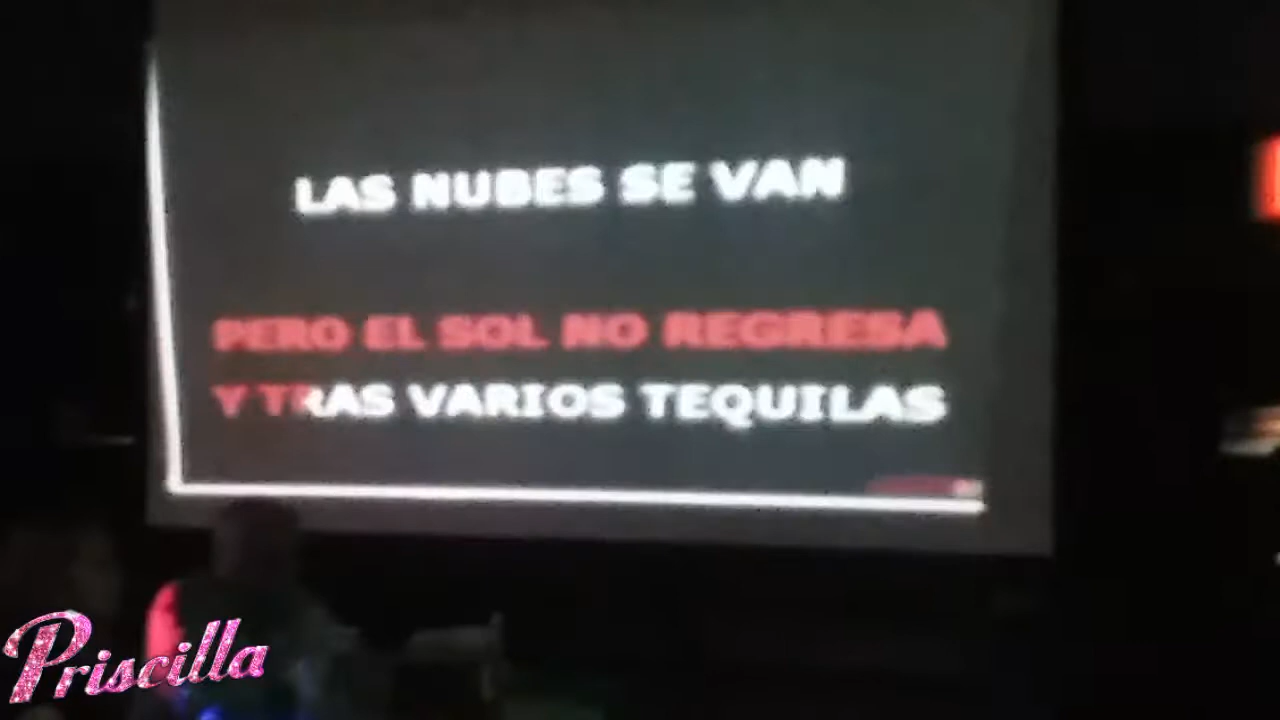 LAS NUBES SE VAN
PERO EL SOL NO REGRESA
Y TRAS VARIOS TEQUILAS
Priscilla